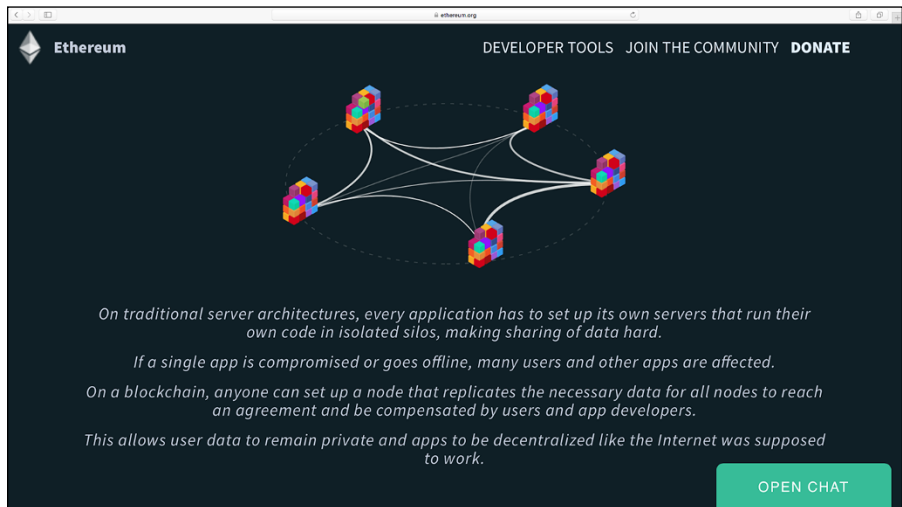 ethereum.org
Ethereum
DEVELOPER TOOLS JOIN THE COMMUNITY DONATE
On traditional server architectures, every application has to set up its own servers that run their
own code in isolated silos, making sharing of data hard.
If a single app is compromised or goes offline, many users and other apps are affected.
On a blockchain, anyone can set up a node that replicates the necessary data for all nodes to reach
an agreement and be compensated by users and app developers.
This allows user data to remain private and apps to be decentralized like the Internet was supposed
to work.
OPEN CHAT